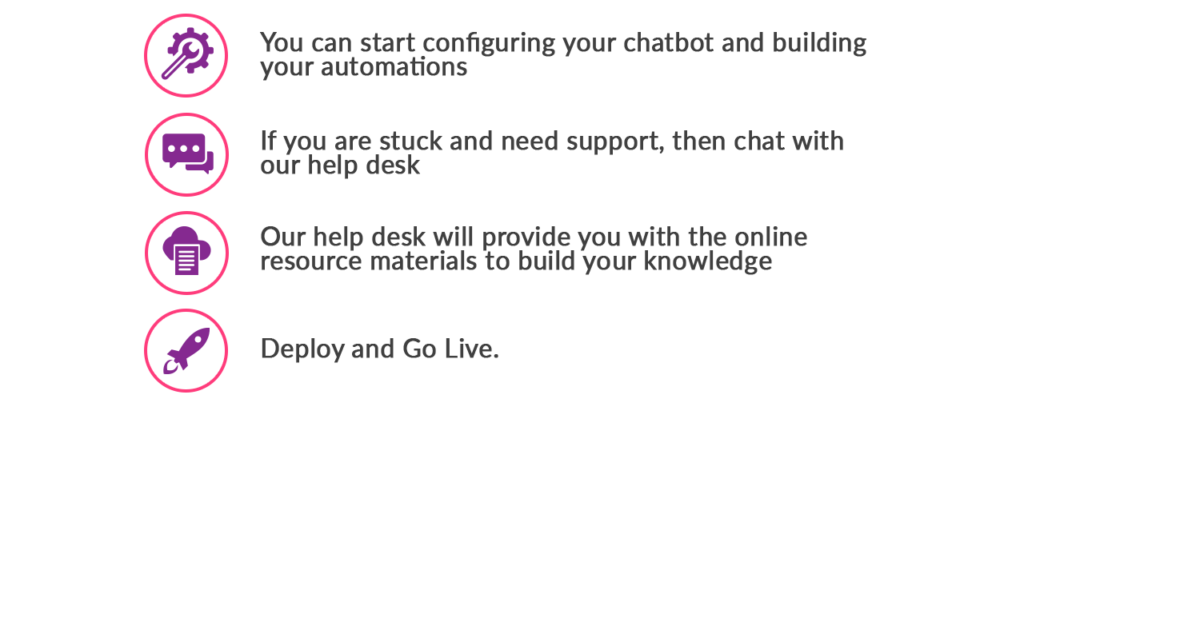 You can start configuring your chatbot and building
your automations
If you are stuck and need support, then chat with
our help desk
Our help desk will provide you with the online
resource materials to build your knowledge
Deploy and Go Live.